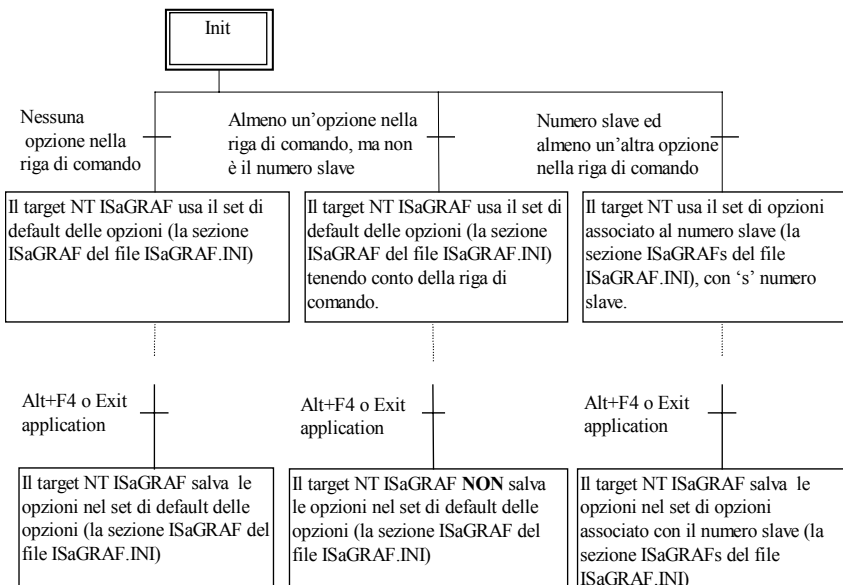 Init
Nessuna
opzione nella
riga di comando
Almeno un’opzione nella
riga di comando, ma non
è il numero slave
Numero slave ed
almeno un’altra opzione
nella riga di comando
Il target NT ISaGRAF usa il set di
default delle opzioni (la sezione
ISaGRAF del file ISaGRAF.INI)
Il target NT ISaGRAF usa il set di
default delle opzioni (la sezione
ISaGRAF del file ISaGRAF.INI)
tenendo conto della riga di
comando.
Il target NT usa il set di opzioni
associato al numero slave (la
sezione ISaGRAFs del file
ISaGRAF.INI), con ‘s’ numero
slave.
Alt+F4 o Exit
application
Alt+F4 o Exit
application
Alt+F4 o Exit
application
Il target NT ISaGRAF salva le
opzioni nel set di default delle
opzioni (la sezione ISaGRAF del
file ISaGRAF.INI)
Il target NT ISaGRAF NON salva
le opzioni nel set di default delle
opzioni (la sezione ISaGRAF del
file ISaGRAF.INI)
Il target NT ISaGRAF salva le
opzioni nel set di opzioni
associato con il numero slave (la
sezione ISaGRAFs del file
ISaGRAF.INI)